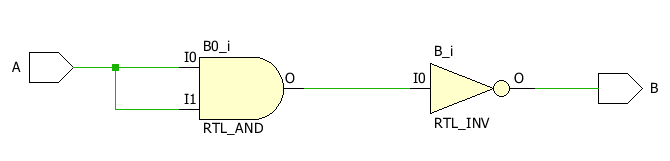 A
I0
I1
B0_i
O
RTL_AND
I0
B_i
O
RTL_INV
B